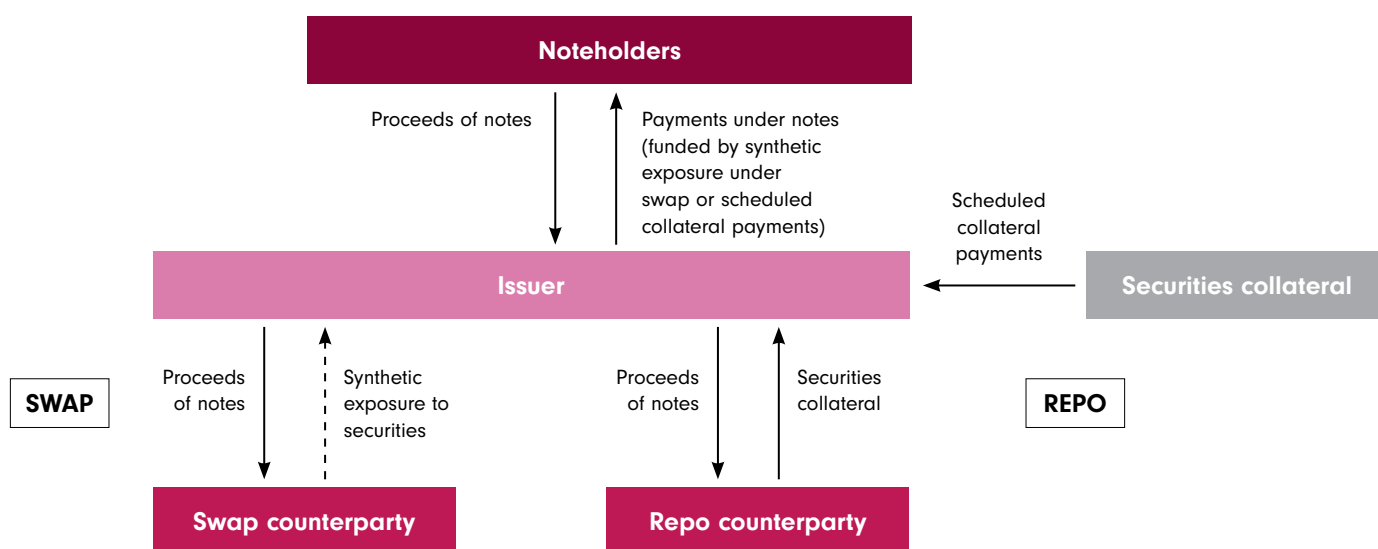 Noteholders
Proceeds of notes
Payments under notes
(funded by synthetic
exposure under
swap or scheduled
collateral payments)
Scheduled
collateral
payments
Issuer
Securities collateral
SWAP
Proceeds
of notes
Synthetic
exposure to
securities
Proceeds
of notes
Securities
collateral
REPO
Swap counterparty
Repo counterparty